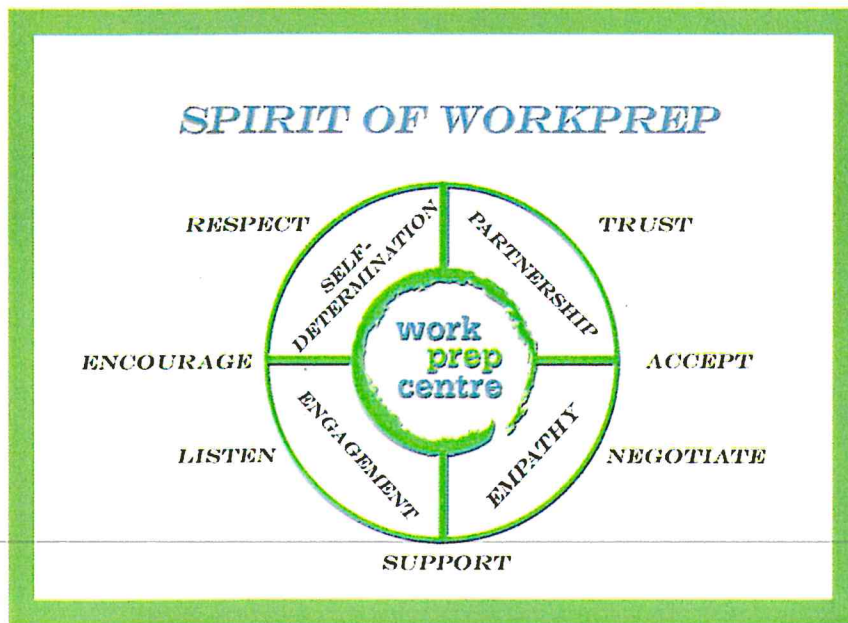 SPIRIT OF WORKPREP
RESPECT
TRUST
SELF-
DETERMINATION
PARTNERSHIP
work
prep
centre
ENCOURAGE
ACCEPT
LISTEN
ENGAGEMENT
EMPATHY
NEGOTIATE
SUPPORT